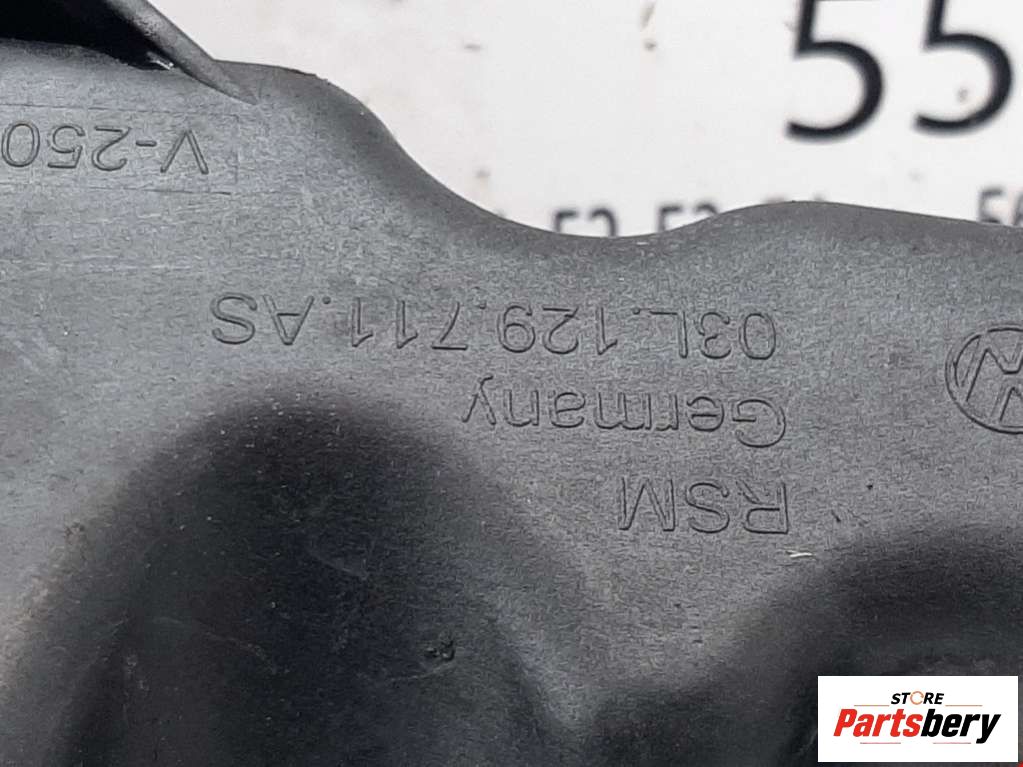 55
V-250
03L.129.711.AS
Germany
RSM
STORE
Partsbery